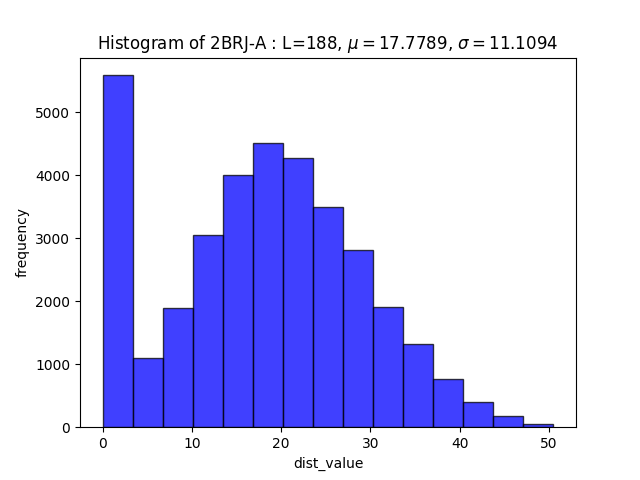 Histogram of 2BRJ-A : L=188, μ = 17.7789, σ = 11.1094
5000
4000
3000
2000
1000
0
frequency
0 10 20 30 40 50
dist_value